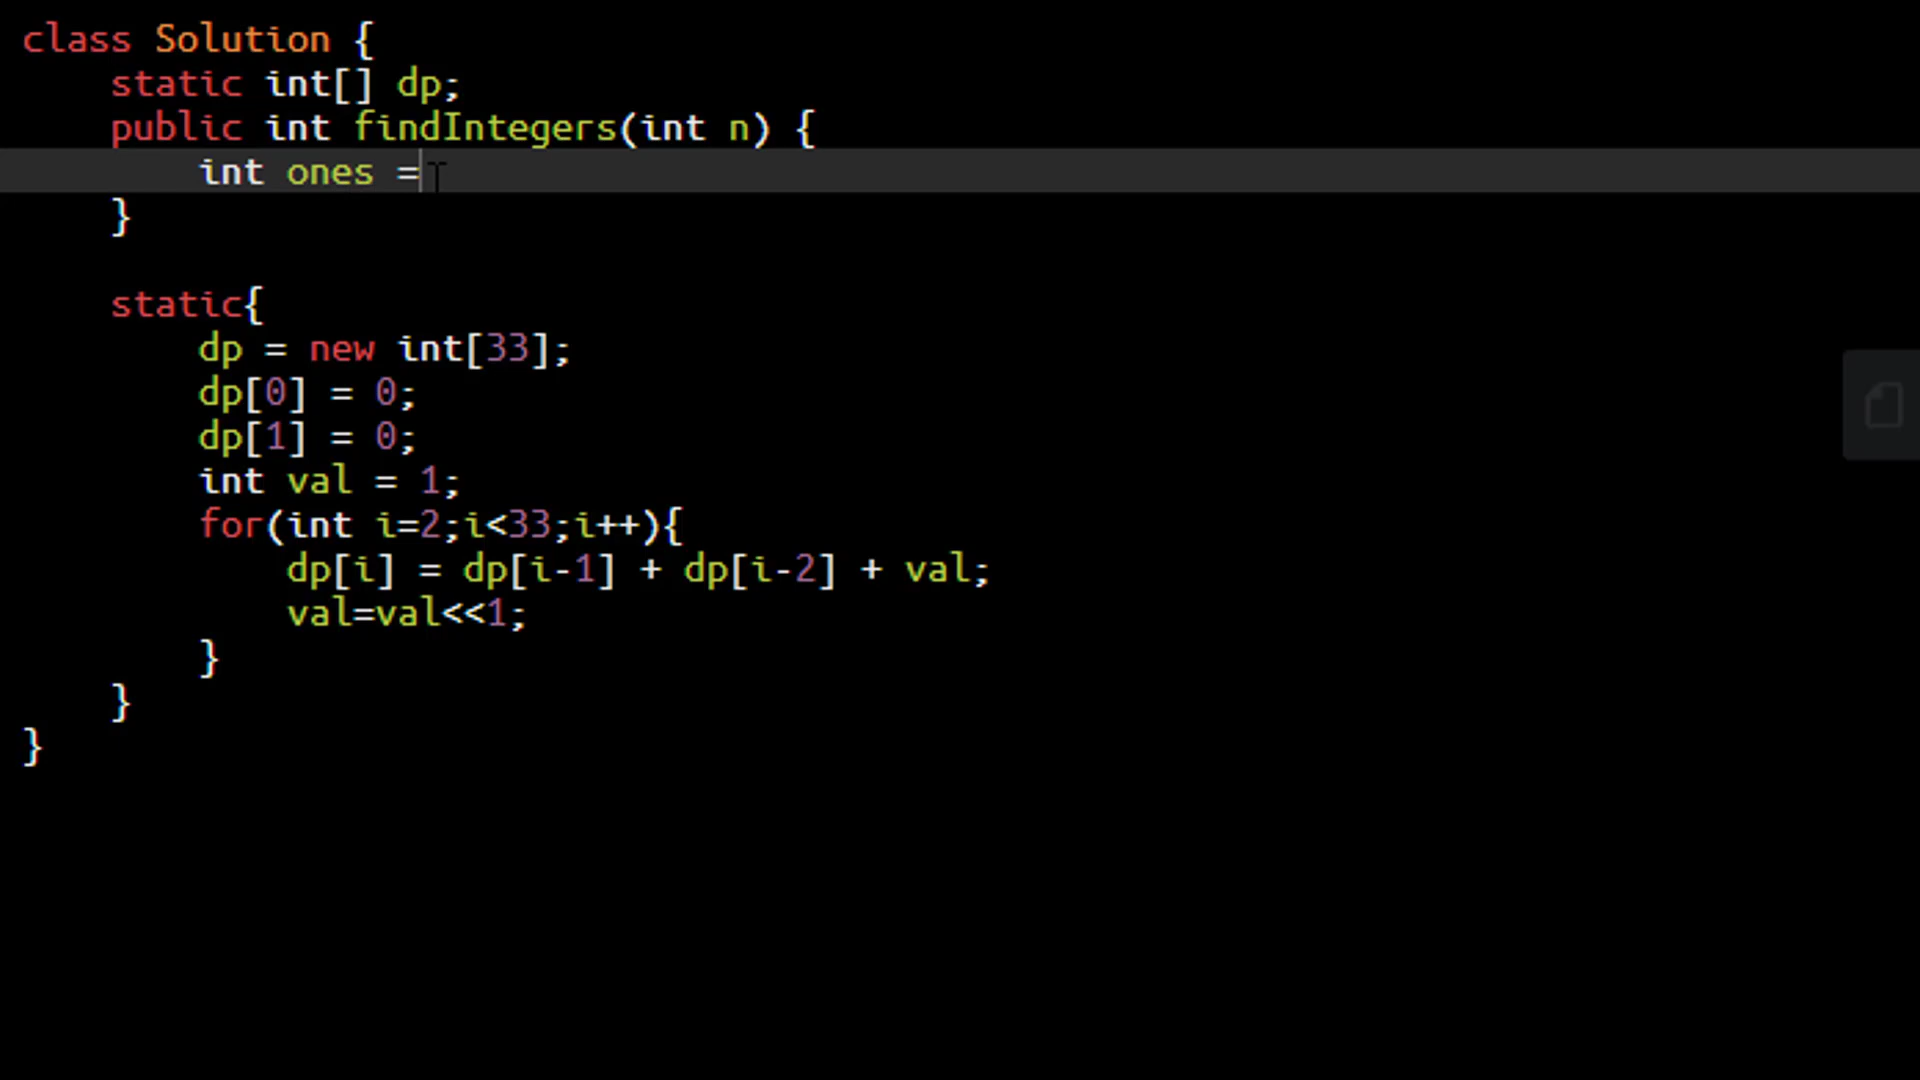 class Solution {
    static int[] dp;
    public int findIntegers(int n) {
        int ones =
    }

    static{
        dp = new int[33];
        dp[0] = 0;
        dp[1] = 0;
        int val = 1;
        for(int i=2;i<33;i++){
            dp[i] = dp[i-1] + dp[i-2] + val;
            val=val<<1;
        }
    }
}